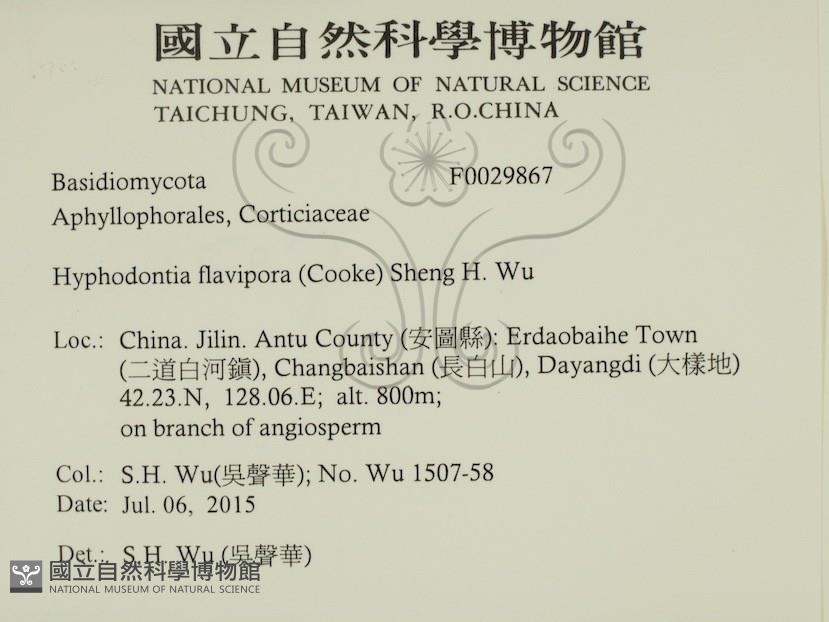 國立自然科學博物館
NATIONAL MUSEUM OF NATURAL SCIENCE
TAICHUNG, TAIWAN, R.O.CHINA
Basidiomycota F0029867
Aphyllophorales, Corticiaceae
Hyphodontia flavipora (Cooke) Sheng H. Wu
Loc.: China. Jilin. Antu County (安圖縣): Erdaobaihe Town
(二道白河鎭), Changbaishan (長白山), Dayangdi (大樣地)
42.23.N, 128.06.E; alt. 800m;
on branch of angiosperm
Col.: S.H. Wu(吳聲華); No. Wu 1507-58
Date: Jul. 06, 2015
Det.: S.H. Wu (吳聲華)
國立自然科學博物館
NATIONAL MUSEUM OF NATURAL SCIENCE